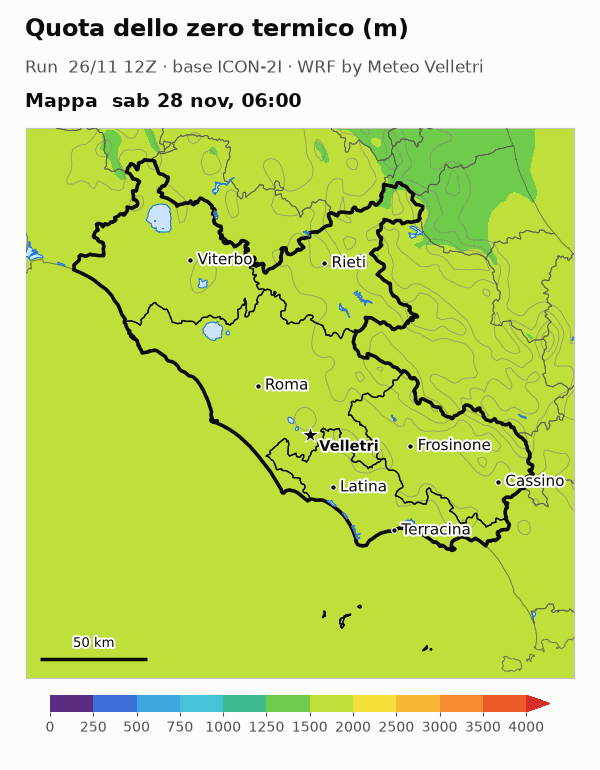 Quota dello zero termico (m)
Run  26/11 12Z · base ICON-2I · WRF by Meteo Velletri
Mappa  sab 28 nov, 06:00
Viterbo
Rieti
Roma
Velletri
Frosinone
Latina
Cassino
Terracina
50 km
0 250 500 750 1000 1250 1500 2000 2500 3000 3500 4000